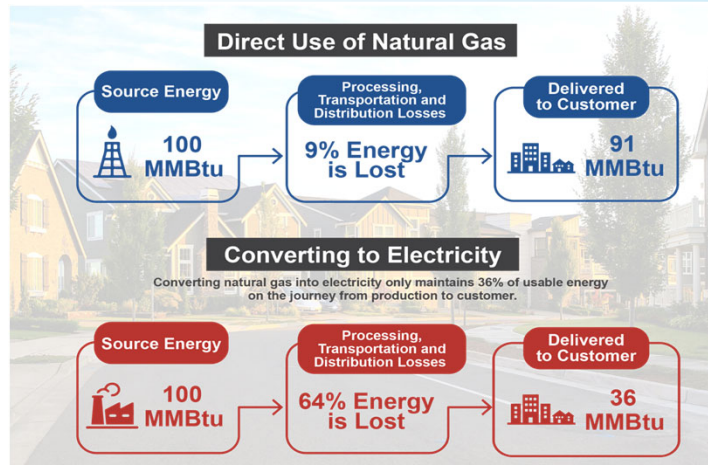 Direct Use of Natural Gas
Source Energy
100
MMBtu
Processing,
Transportation and
Distribution Losses
9% Energy
is Lost
Delivered
to Customer
91
MMBtu
Converting to Electricity
Converting natural gas into electricity only maintains 36% of usable energy
on the journey from production to customer.
Source Energy
100
MMBtu
Processing,
Transportation and
Distribution Losses
64% Energy
is Lost
Delivered
to Customer
36
MMBtu